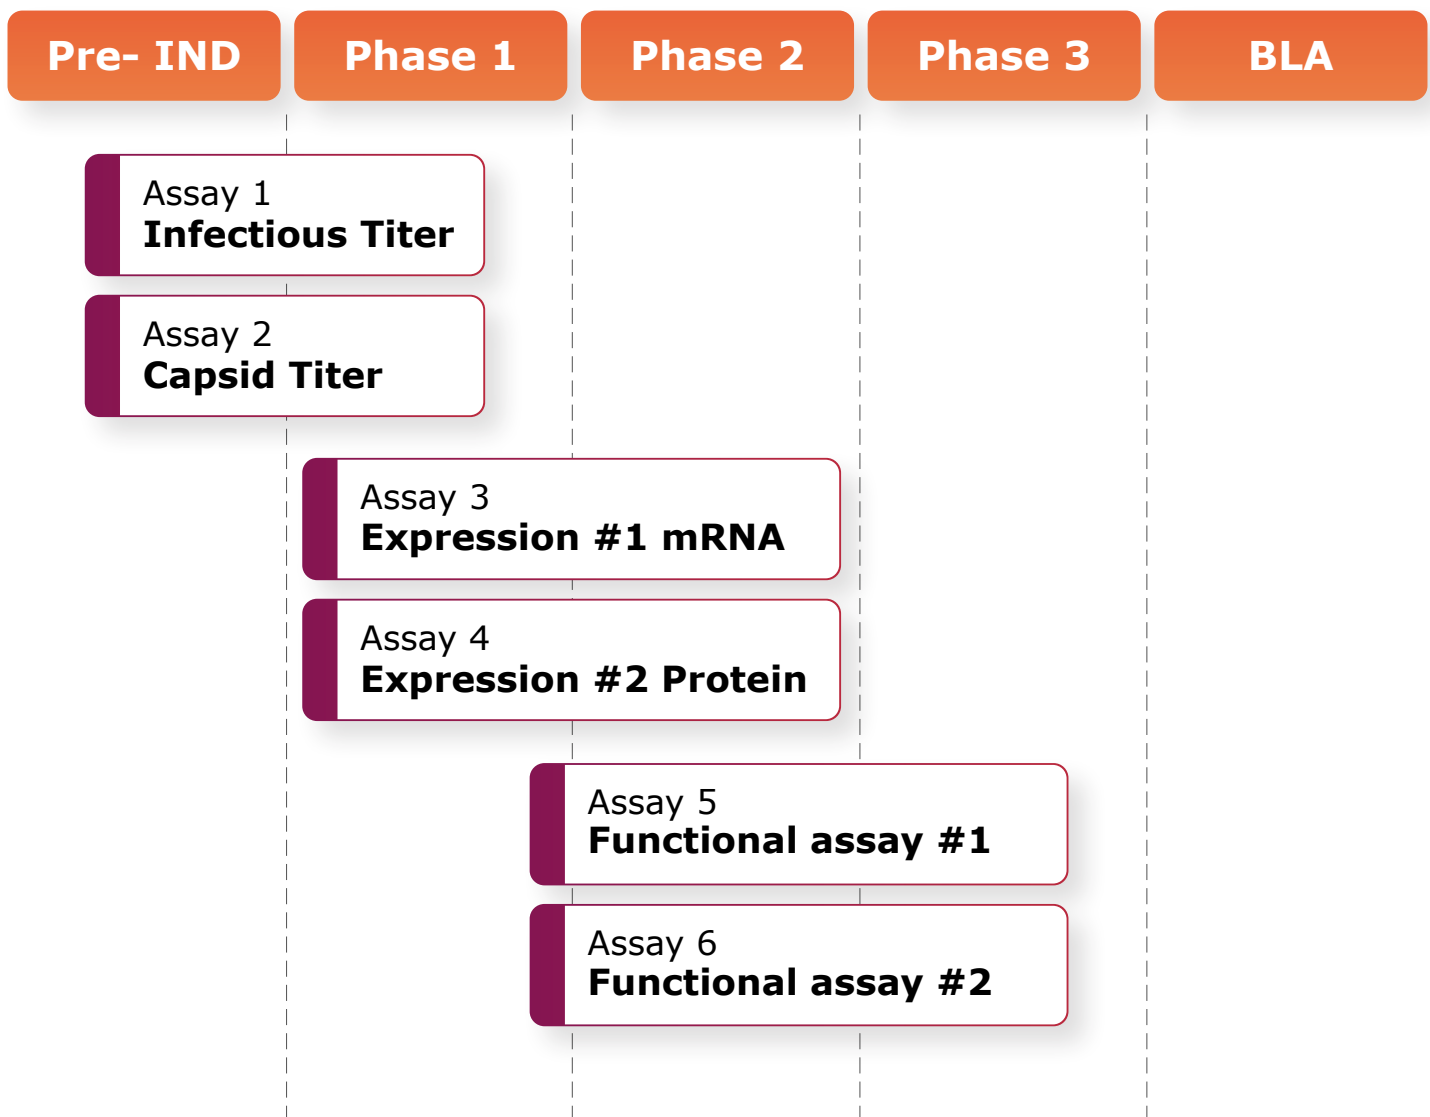 Pre- IND
Phase 1
Phase 2
Phase 3
BLA
Assay 1
Infectious Titer
Assay 2
Capsid Titer
Assay 3
Expression #1 mRNA
Assay 4
Expression #2 Protein
Assay 5
Functional assay #1
Assay 6
Functional assay #2